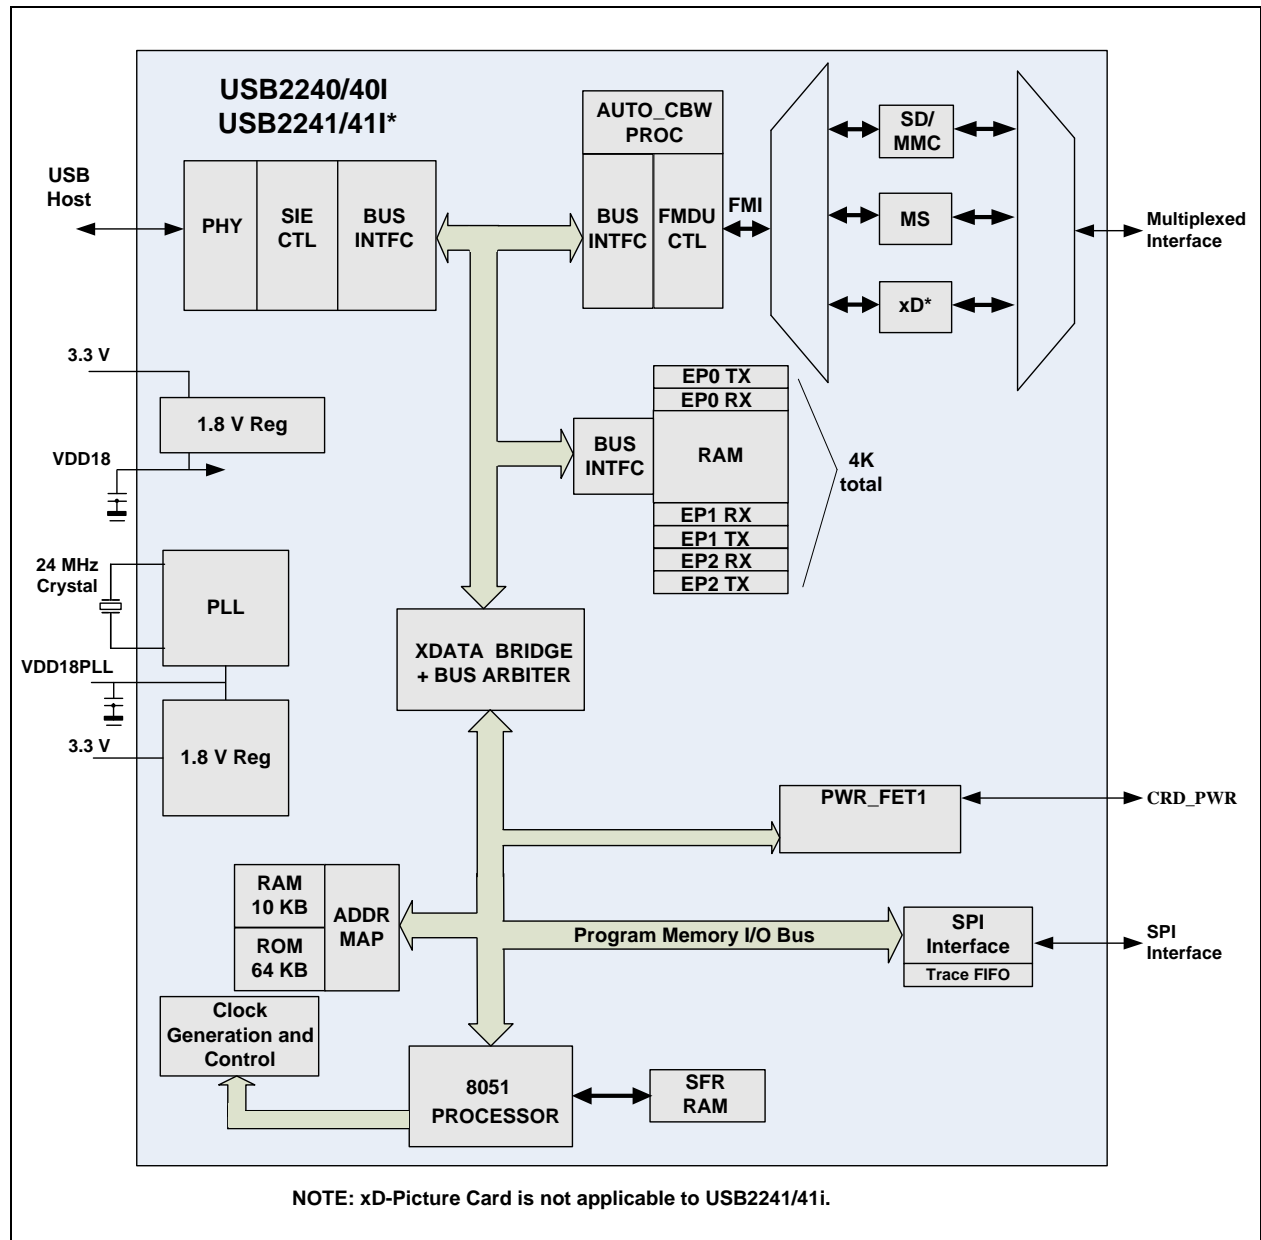 USB2240/40I
USB2241/41I*
USB
Host
PHY
SIE
CTL
BUS
INTFC
AUTO_CBW
PROC
BUS
INTFC
FMDU
CTL
FMI
SD/
MMC
MS
xD*
Multiplexed
Interface
3.3 V
1.8 V Reg
VDD18
EP0 TX
EP0 RX
BUS
INTFC
RAM
4K
total
EP1 RX
EP1 TX
EP2 RX
EP2 TX
24 MHz
Crystal
PLL
VDD18PLL
3.3 V
1.8 V Reg
XDATA BRIDGE
+ BUS ARBITER
PWR_FET1
CRD_PWR
RAM
10 KB
ROM
64 KB
ADDR
MAP
Program Memory I/O Bus
SPI
Interface
Trace FIFO
SPI
Interface
Clock
Generation and
Control
8051
PROCESSOR
SFR
RAM
NOTE: xD-Picture Card is not applicable to USB2241/41i.